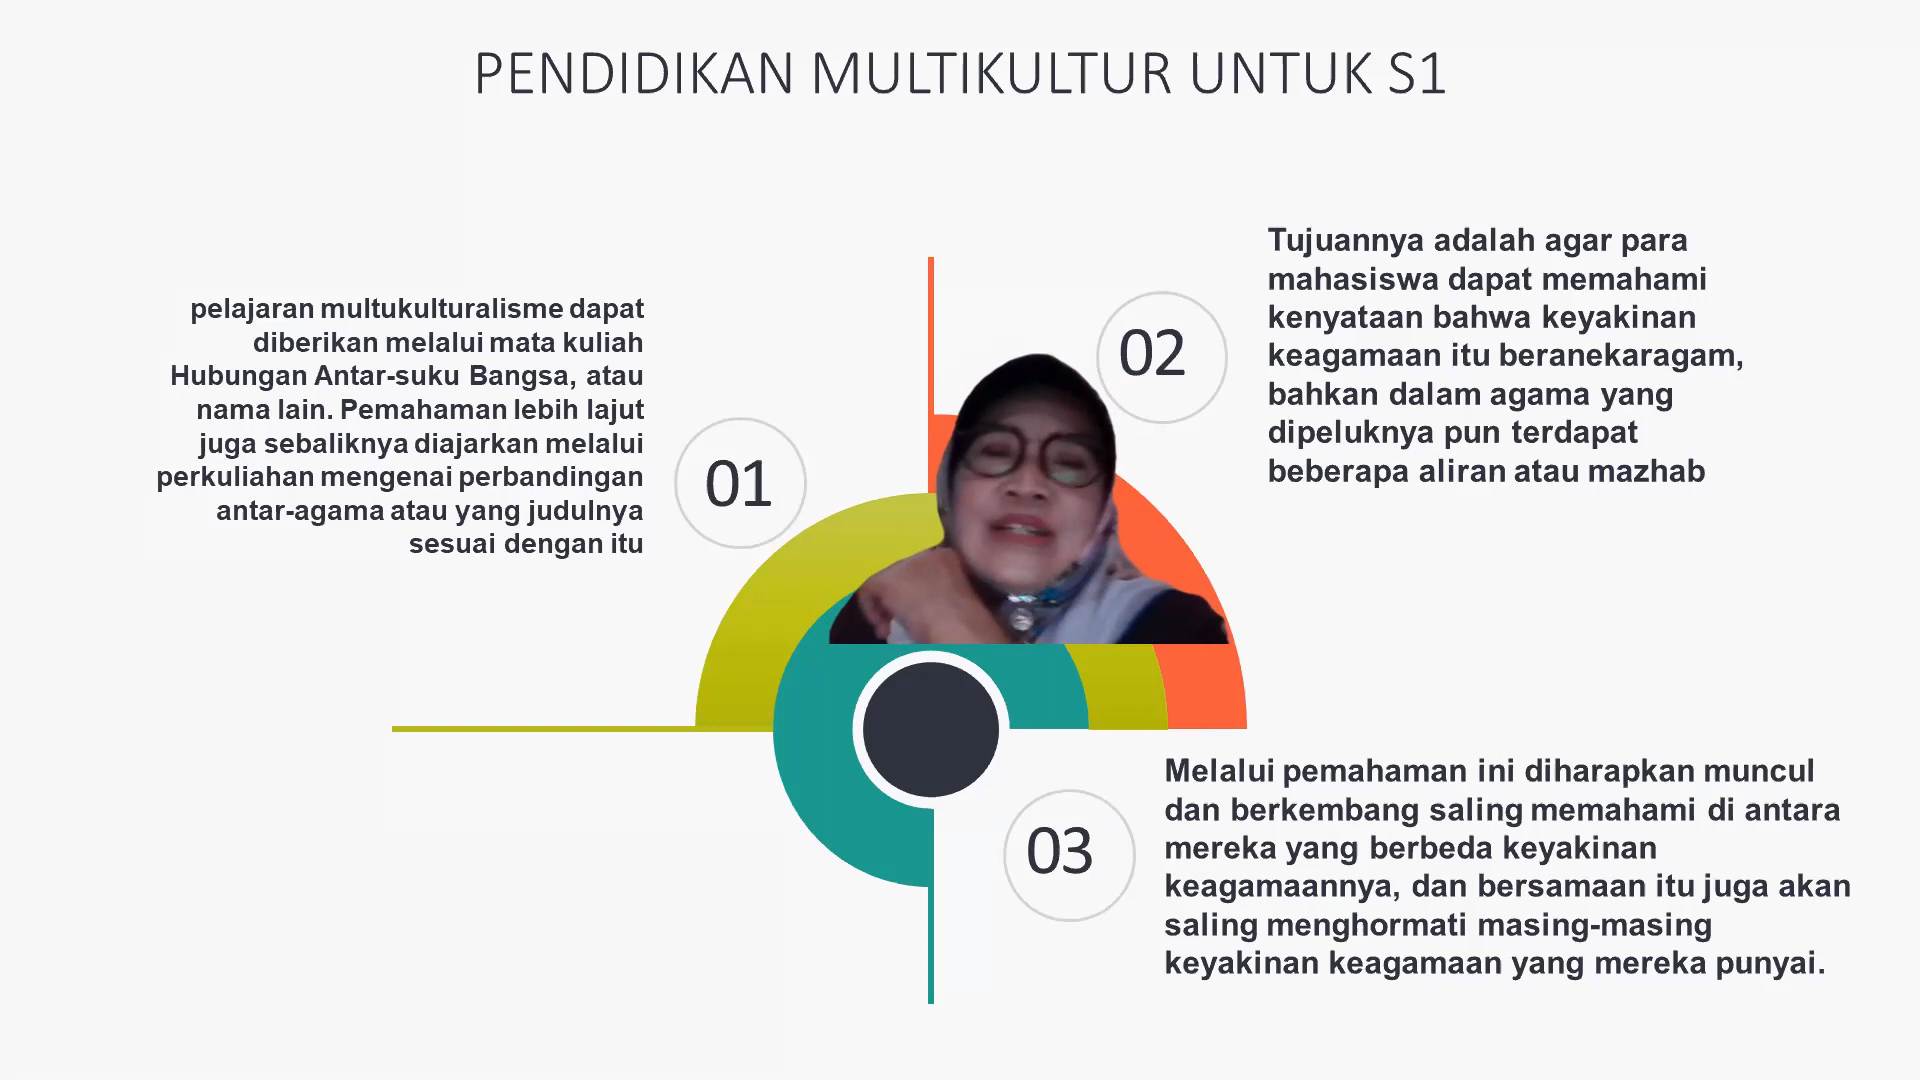 PENDIDIKAN MULTIKULTUR UNTUK S1
pelajaran multukulturalisme dapat
diberikan melalui mata kuliah
Hubungan Antar-suku Bangsa, atau
nama lain. Pemahaman lebih lajut
juga sebaliknya diajarkan melalui
perkuliahan mengenai perbandingan
antar-agama atau yang judulnya
sesuai dengan itu
01
02
Tujuannya adalah agar para
mahasiswa dapat memahami
kenyataan bahwa keyakinan
keagamaan itu beranekaragam,
bahkan dalam agama yang
dipeluknya pun terdapat
beberapa aliran atau mazhab
03
Melalui pemahaman ini diharapkan muncul
dan berkembang saling memahami di antara
mereka yang berbeda keyakinan
keagamaannya, dan bersamaan itu juga akan
saling menghormati masing-masing
keyakinan keagamaan yang mereka punyai.